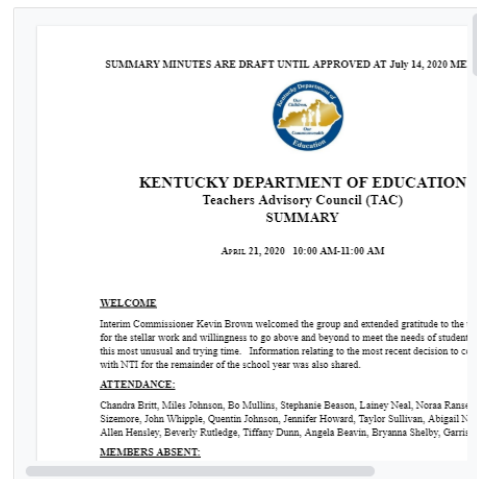 SUMMARY MINUTES ARE DRAFT UNTIL APPROVED AT July 14, 2020 ME
Kentucky Department of
Our
Children,
Our
Commonwealth
Education
KENTUCKY DEPARTMENT OF EDUCATION
Teachers Advisory Council (TAC)
SUMMARY
APRIL 21, 2020 10:00 AM-11:00 AM
WELCOME
Interim Commissioner Kevin Brown welcomed the group and extended gratitude to the
for the stellar work and willingness to go above and beyond to meet the needs of student
this most unusual and trying time. Information relating to the most recent decision to
with NTI for the remainder of the school year was also shared.
ATTENDANCE:
Chandra Britt, Miles Johnson, Bo Mullins, Stephanie Beason, Lainey Neal, Noraa Ranse
Sizemore, John Whipple, Quentin Johnson, Jennifer Howard, Taylor Sullivan, Abigail N
Allen Hensley, Beverly Rutledge, Tiffany Dunn, Angela Beavin, Bryanna Shelby, Garris
MEMBERS ABSENT: